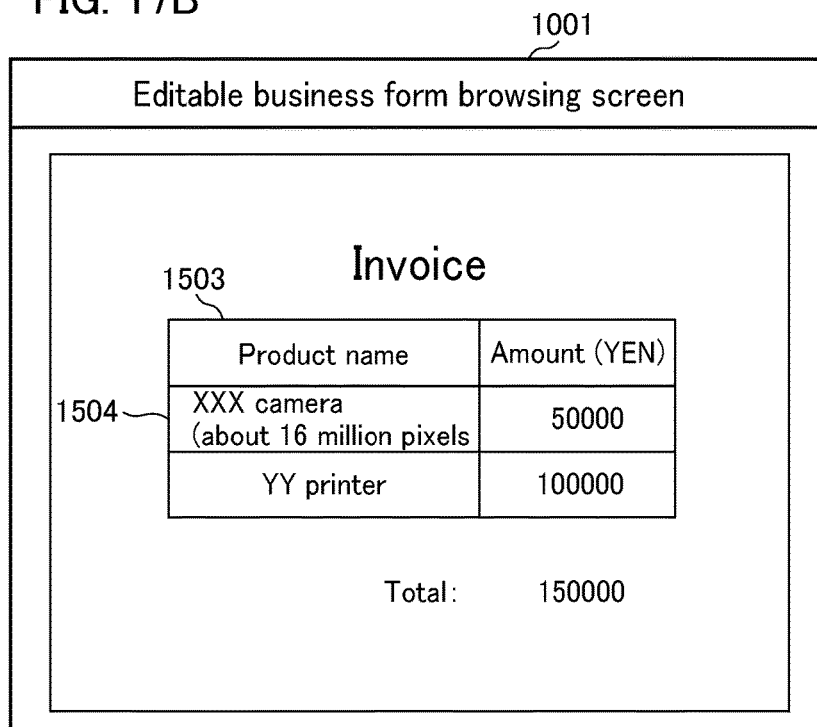 FIG. 17B
1001
Editable business form browsing screen
Invoice
1503
Product name Amount (YEN)
1504
XXX camera
(about 16 million pixels
50000
YY printer 100000
Total: 150000